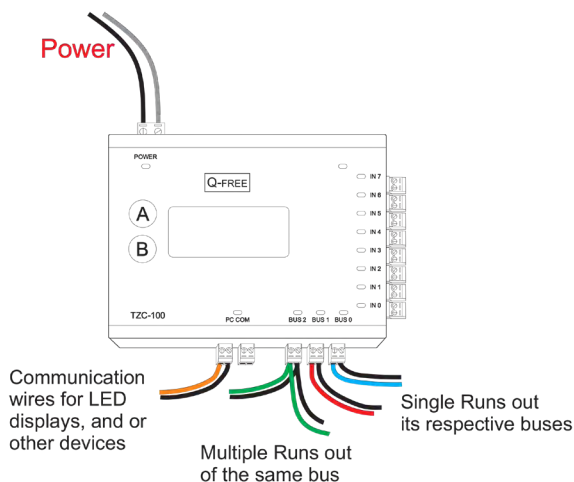 Power
POWER
Q-FREE
A
B
IN 7
IN 6
IN 5
IN 4
IN 3
IN 2
IN 1
IN 0
TZC-100
PC COM
BUS 2
BUS 1
BUS 0
Communication
wires for LED
displays, and or
other devices
Multiple Runs out
of the same bus
Single Runs out
its respective buses